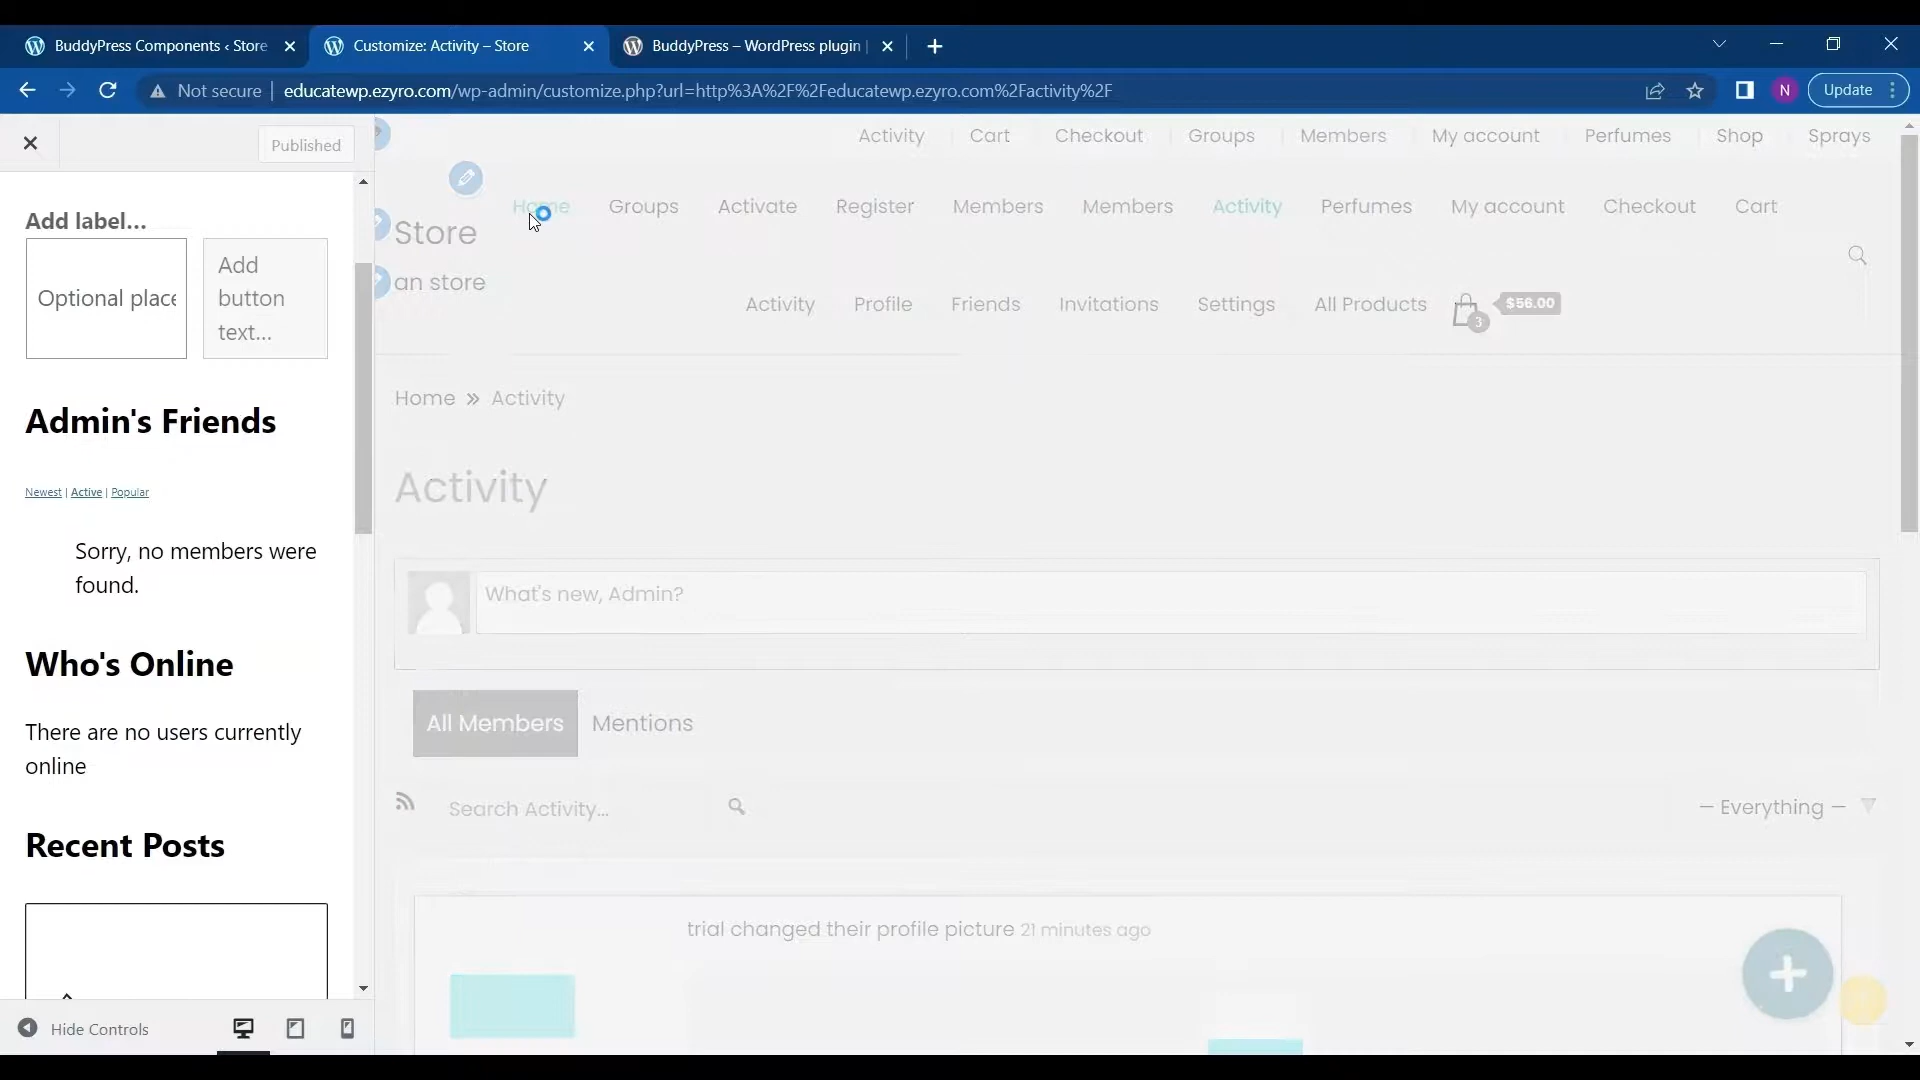 BuddyPress Components ‹ Store
Customize: Activity – Store
BuddyPress – WordPress plugin |
Not secure
educatewp.ezyro.com/wp-admin/customize.php?url=http%3A%2F%2Feducatewp.ezyro.com%2Factivity%2F
N
Update
Published
Add label...
Optional place
Add
button
text...
Admin's Friends
Newest | Active | Popular
Sorry, no members were
found.
Who's Online
There are no users currently
online
Recent Posts
Hide Controls
Activity Cart Checkout Groups Members My account Perfumes Shop Sprays
Home Groups Activate Register Members Members Activity Perfumes My account Checkout Cart
Store
an store
Activity Profile Friends Invitations Settings All Products 3 $56.00
Home » Activity
Activity
What's new, Admin?
All Members Mentions
Search Activity...
— Everything —
trial changed their profile picture 21 minutes ago